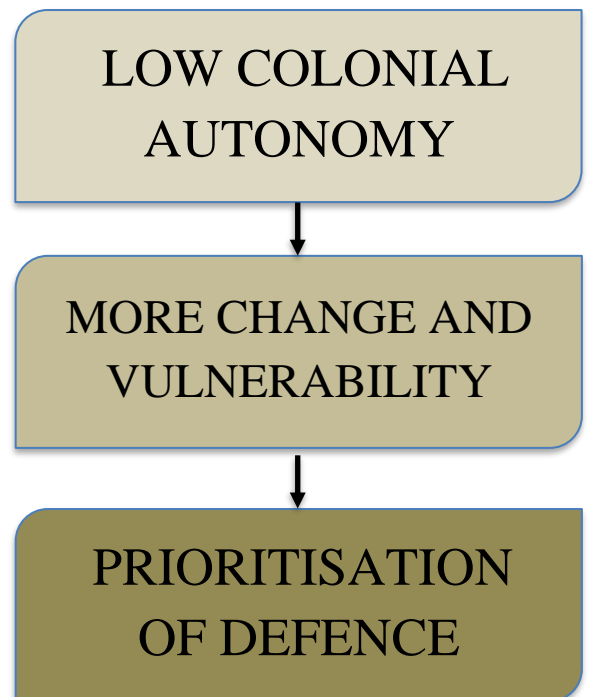 LOW COLONIAL
AUTONOMY
MORE CHANGE AND
VULNERABILITY
PRIORITISATION
OF DEFENCE